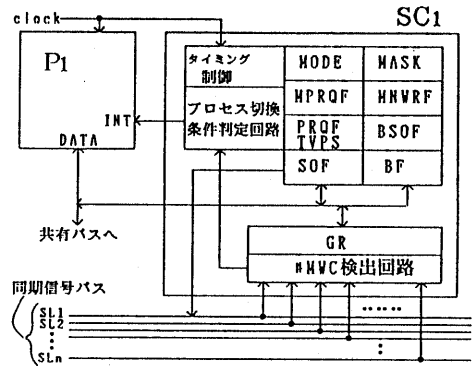 clock
SC1
P1
INT
DATA
タイミング
制御
プロセス切換
条件判定回路
MODE
MASK
MPRQF
MNWRF
PRQF
TVPS
BSOF
SOF
BF
共有バスへ
GR
#MWC検出回路
同期信号バス
SL1
SL2
SLn